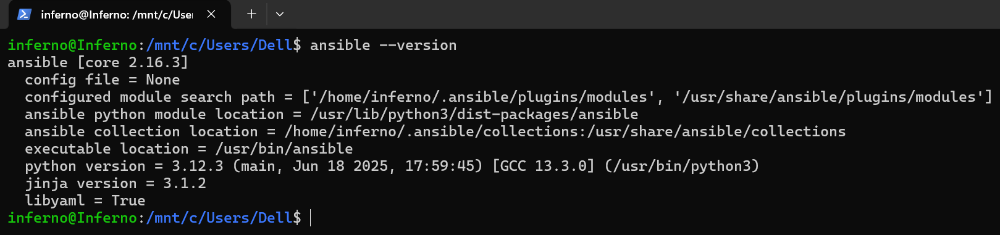 inferno@Inferno: /mnt/c/Use
inferno@Inferno:/mnt/c/Users/Dell$ ansible --version
ansible [core 2.16.3]
  config file = None
  configured module search path = ['/home/inferno/.ansible/plugins/modules', '/usr/share/ansible/plugins/modules']
  ansible python module location = /usr/lib/python3/dist-packages/ansible
  ansible collection location = /home/inferno/.ansible/collections:/usr/share/ansible/collections
  executable location = /usr/bin/ansible
  python version = 3.12.3 (main, Jun 18 2025, 17:59:45) [GCC 13.3.0] (/usr/bin/python3)
  jinja version = 3.1.2
  libyaml = True
inferno@Inferno:/mnt/c/Users/Dell$